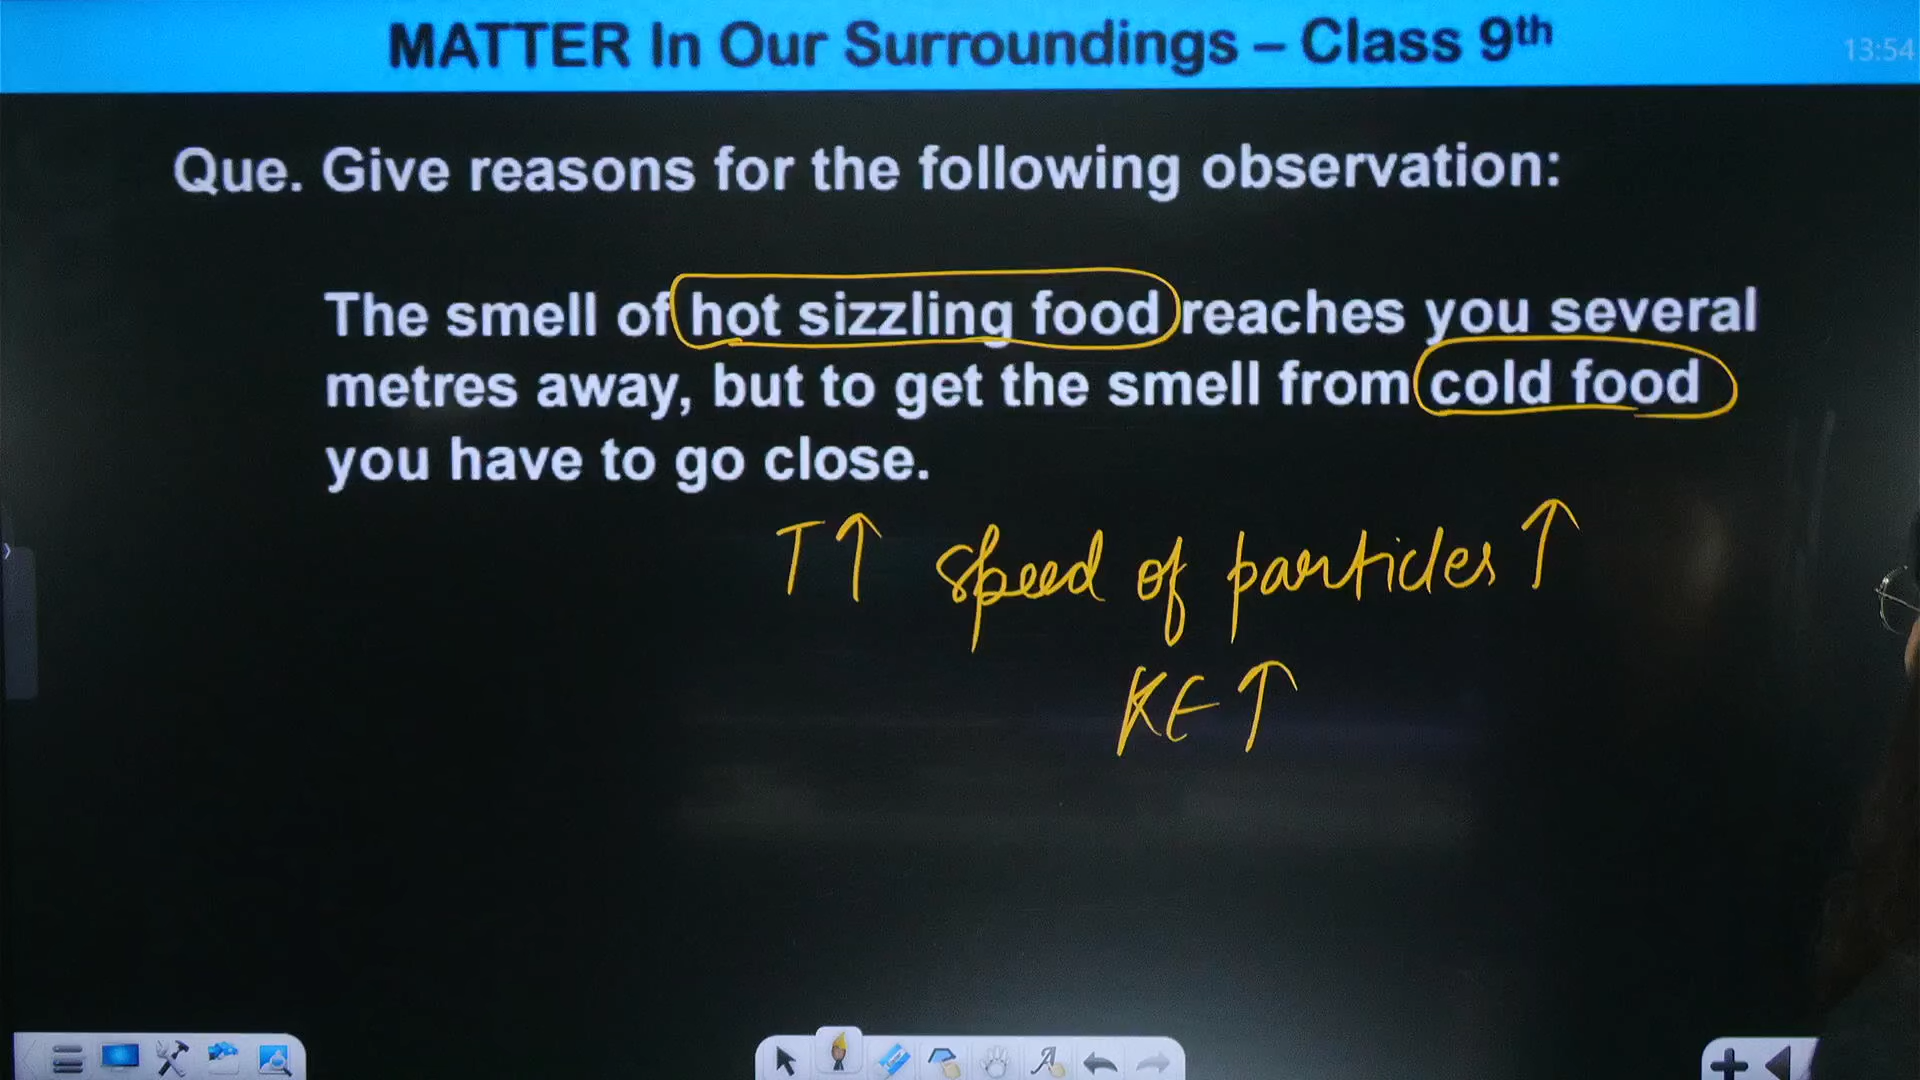 MATTER In Our Surroundings – Class 9th
13:54
Que. Give reasons for the following observation:
The smell of hot sizzling food reaches you several
metres away, but to get the smell from cold food
you have to go close.
T↑ speed of particles ↑
KE↑